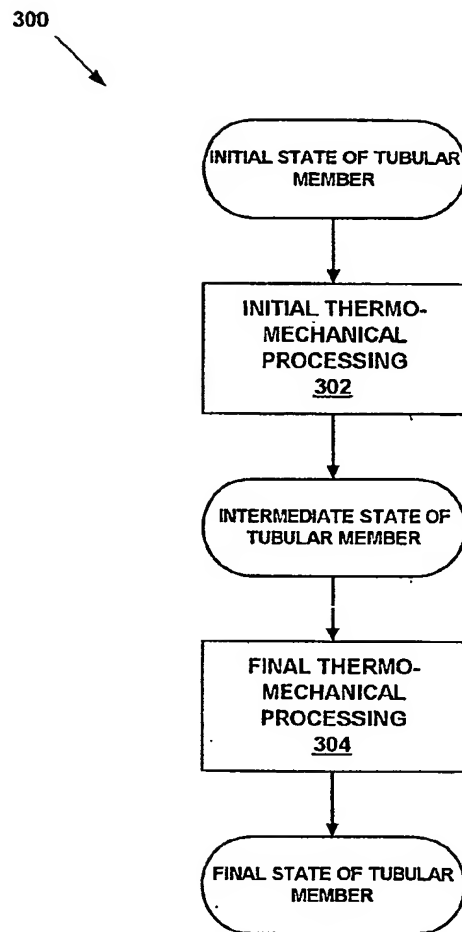 300
INITIAL STATE OF TUBULAR
MEMBER
INITIAL THERMO-
MECHANICAL
PROCESSING
302
INTERMEDIATE STATE OF
TUBULAR MEMBER
FINAL THERMO-
MECHANICAL
PROCESSING
304
FINAL STATE OF TUBULAR
MEMBER